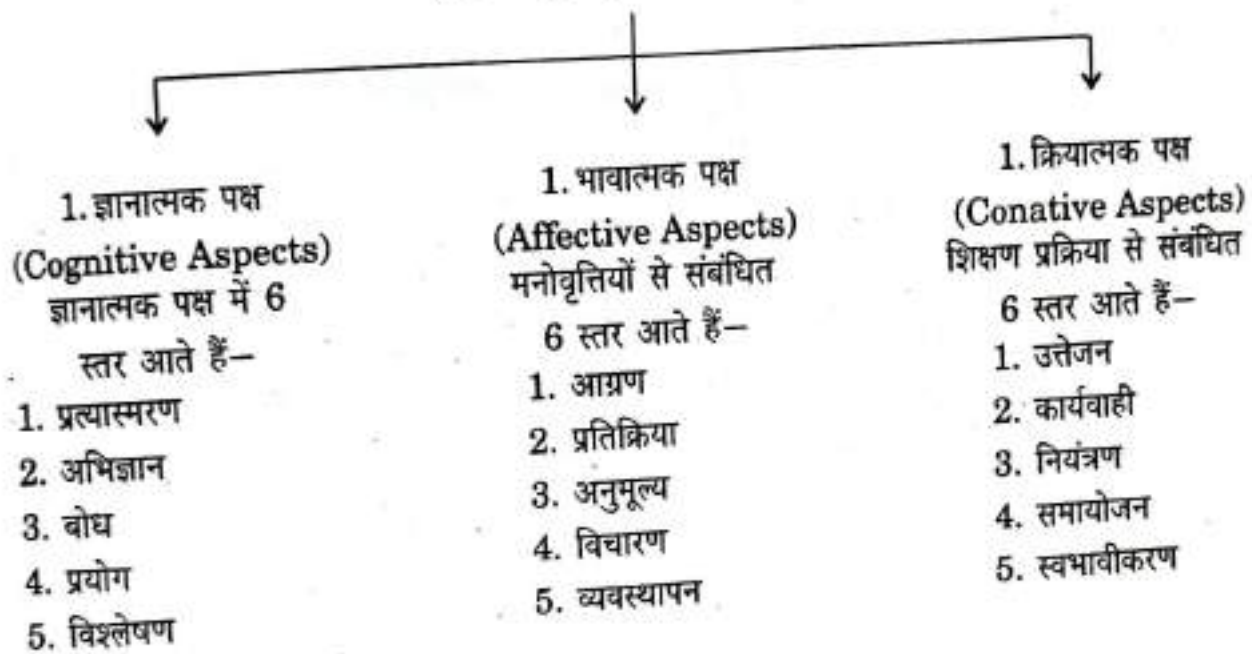 1. ज्ञानात्मक पक्ष
(Cognitive Aspects)
ज्ञानात्मक पक्ष में 6
स्तर आते हैं–
1. प्रत्यास्मरण
2. अभिज्ञान
3. बोध
4. प्रयोग
5. विश्लेषण
1. भावात्मक पक्ष
(Affective Aspects)
मनोवृत्तियों से संबंधित
6 स्तर आते हैं–
1. आग्रण
2. प्रतिक्रिया
3. अनुमूल्य
4. विचारण
5. व्यवस्थापन
1. क्रियात्मक पक्ष
(Conative Aspects)
शिक्षण प्रक्रिया से संबंधित
6 स्तर आते हैं–
1. उत्तेजन
2. कार्यवाही
3. नियंत्रण
4. समायोजन
5. स्वभावीकरण